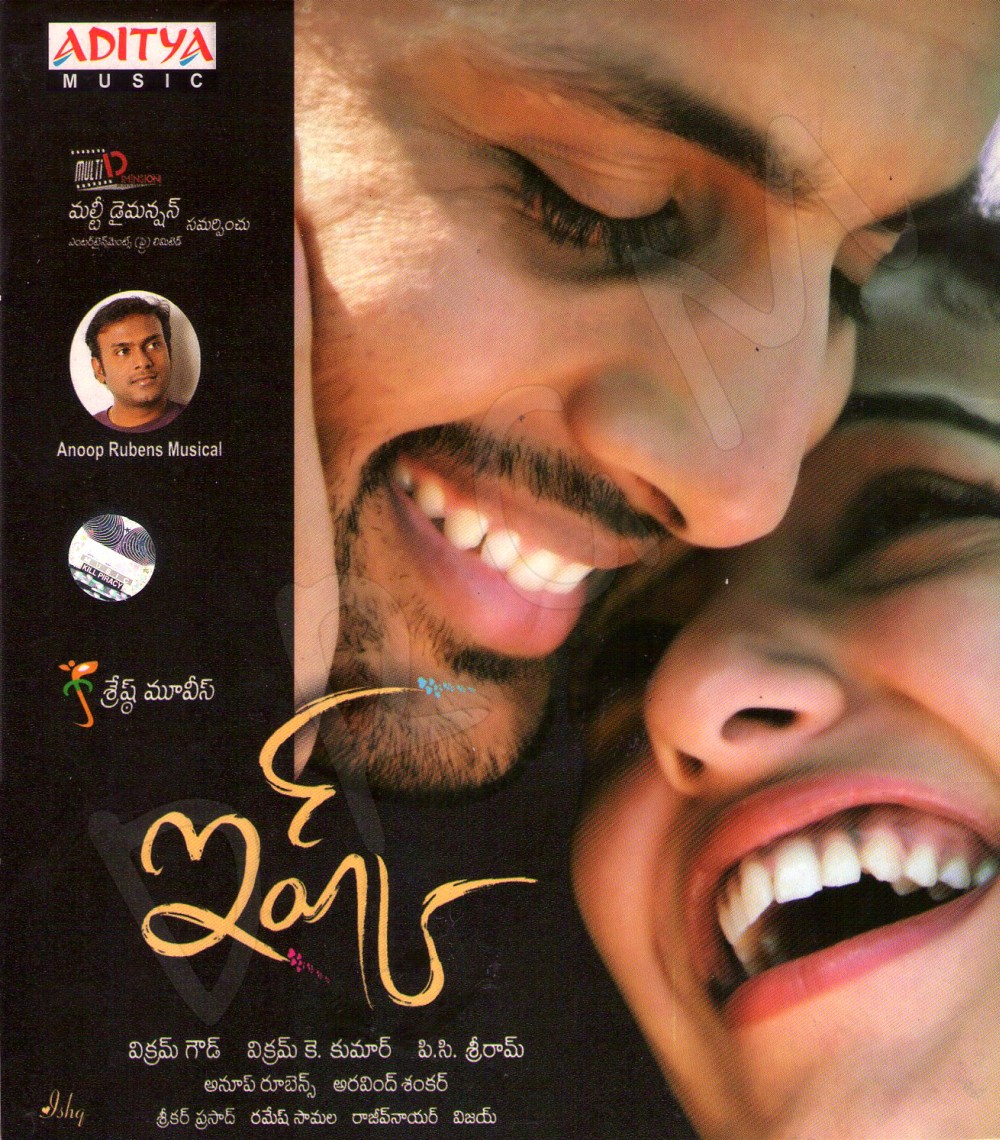 ADITYA
MUSIC
MULTI DIMENSION
మల్టీ డైమన్షన్ సమర్పించు
ఎంటర్‌టైన్‌మెంట్స్ (ప్రై) లిమిటెడ్
Anoop Rubens Musical
KILL PIRACY
శ్రేష్ఠ్ మూవీస్
ఇష్క్
విక్రమ్ గౌడ్ విక్రమ్ కె. కుమార్ పి.సి. శ్రీరామ్
అనూప్ రూబెన్స్ అరవింద్ శంకర్
Ishq
శ్రీకర్ ప్రసాద్ రమేష్ సామల రాజీవ్‌నాయర్ విజయ్